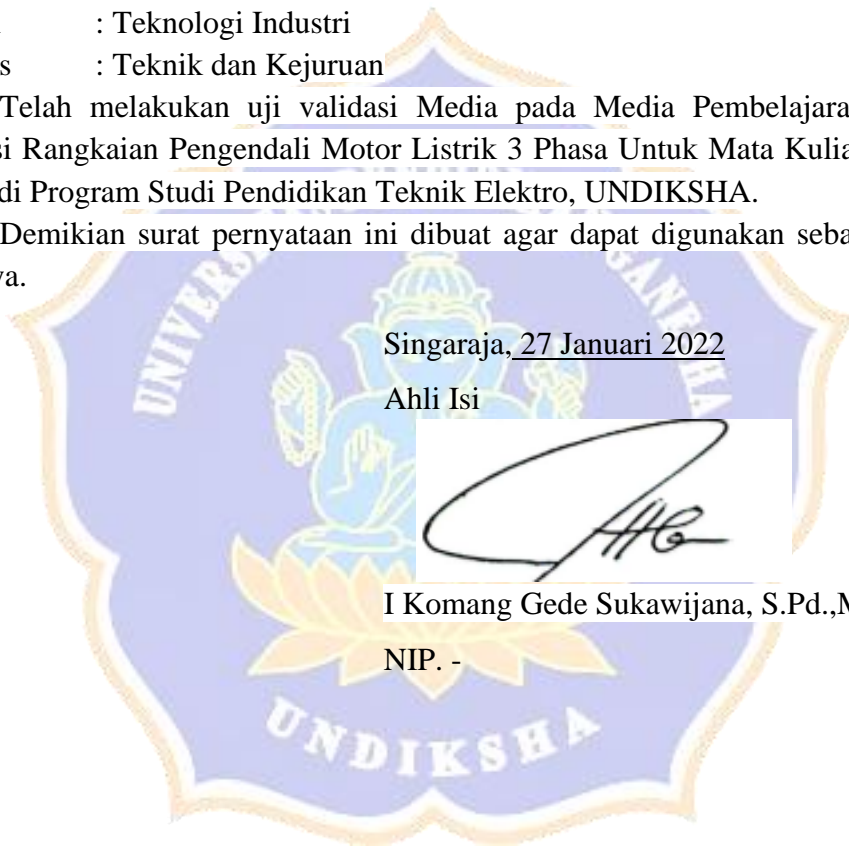 : Teknologi Industri
s : Teknik dan Kejuruan
Telah melakukan uji validasi Media pada Media Pembelajara
si Rangkaian Pengendali Motor Listrik 3 Phasa Untuk Mata Kulia
di Program Studi Pendidikan Teknik Elektro, UNDIKSHA.
Demikian surat pernyataan ini dibuat agar dapat digunakan seba
ya.
Singaraja, 27 Januari 2022
Ahli Isi
I Komang Gede Sukawijana, S.Pd.,M
NIP. -
UNDIKSHA